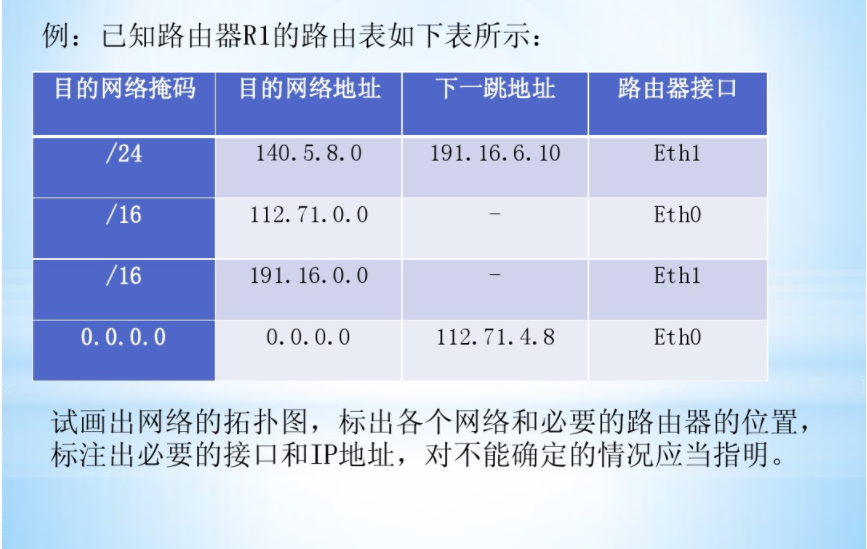 例：已知路由器R1的路由表如下表所示：
目的网络掩码 目的网络地址 下一跳地址 路由器接口
/24 140.5.8.0 191.16.6.10 Eth1
/16 112.71.0.0 - Eth0
/16 191.16.0.0 - Eth1
0.0.0.0 0.0.0.0 112.71.4.8 Eth0
试画出网络的拓扑图，标出各个网络和必要的路由器的位置，
标注出必要的接口和IP地址，对不能确定的情况应当指明。